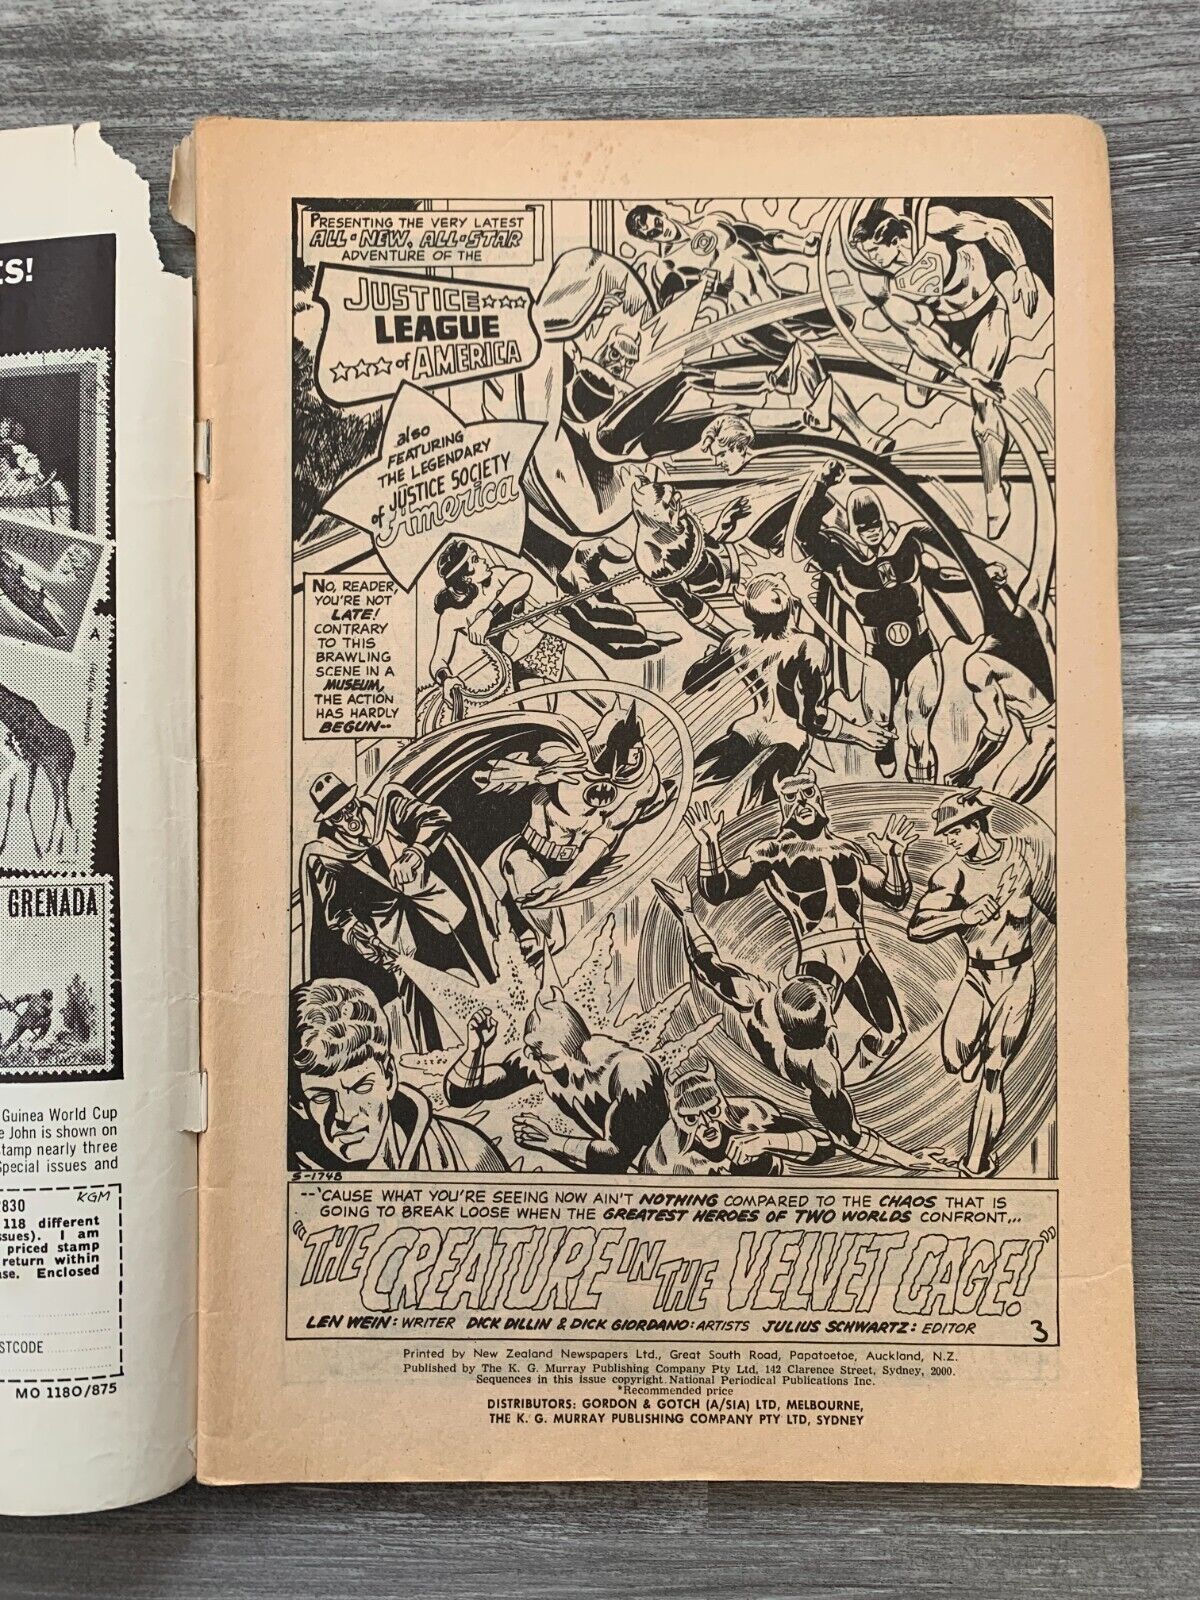 ES!
GRENADA
Guinea World Cup
e John is shown on
stamp nearly three
Special issues and
KGM
830
118 different
ssues). I am
priced stamp
return within
se. Enclosed
STCODE
MO 1180/875
PRESENTING THE VERY LATEST
ALL-NEW, ALL-STAR
ADVENTURE OF THE
JUSTICE
LEAGUE
of AMERICA
also
FEATURING
THE LEGENDARY
JUSTICE SOCIETY
of America
NO, READER,
YOU'RE NOT
LATE!
CONTRARY
TO THIS
BRAWLING
SCENE IN A
MUSEUM,
THE ACTION
HAS HARDLY
BEGUN--
S-1748
--'CAUSE WHAT YOU'RE SEEING NOW AIN'T NOTHING COMPARED TO THE CHAOS THAT IS
GOING TO BREAK LOOSE WHEN THE GREATEST HEROES OF TWO WORLDS CONFRONT...
"THE CREATURE IN THE VELVET CAGE!"
LEN WEIN: WRITER DICK DILLIN & DICK GIORDANO: ARTISTS JULIUS SCHWARTZ: EDITOR
3
Printed by New Zealand Newspapers Ltd., Great South Road, Papatoetoe, Auckland, N.Z.
Published by The K. G. Murray Publishing Company Pty Ltd, 142 Clarence Street, Sydney, 2000.
Sequences in this issue copyright National Periodical Publications Inc.
*Recommended price
DISTRIBUTORS: GORDON & GOTCH (A/SIA) LTD, MELBOURNE,
THE K. G. MURRAY PUBLISHING COMPANY PTY LTD, SYDNEY